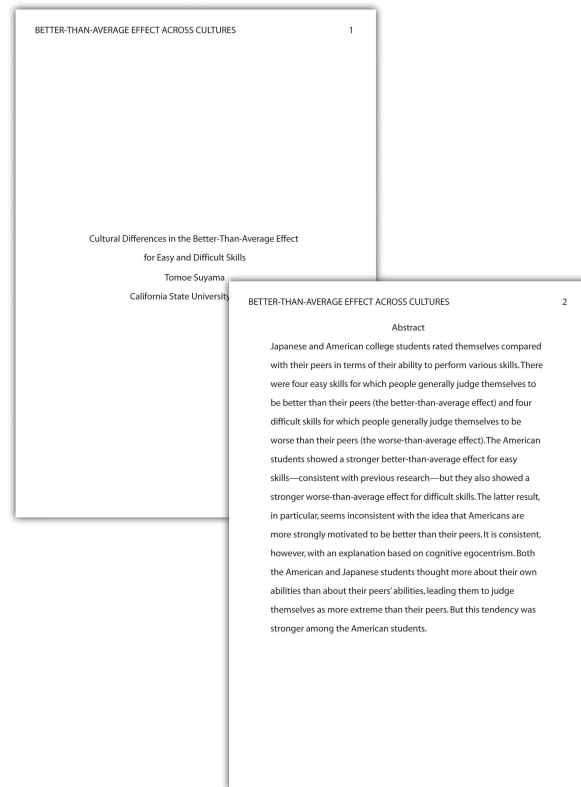 BETTER-THAN-AVERAGE EFFECT ACROSS CULTURES 1
Cultural Differences in the Better-Than-Average Effect
for Easy and Difficult Skills
Tomoe Suyama
California State University
BETTER-THAN-AVERAGE EFFECT ACROSS CULTURES 2
Abstract
Japanese and American college students rated themselves compared
with their peers in terms of their ability to perform various skills. There
were four easy skills for which people generally judge themselves to
be better than their peers (the better-than-average effect) and four
difficult skills for which people generally judge themselves to be
worse than their peers (the worse-than-average effect). The American
students showed a stronger better-than-average effect for easy
skills—consistent with previous research—but they also showed a
stronger worse-than-average effect for difficult skills. The latter result,
in particular, seems inconsistent with the idea that Americans are
more strongly motivated to be better than their peers. It is consistent,
however, with an explanation based on cognitive egocentrism. Both
the American and Japanese students thought more about their own
abilities than about their peers' abilities, leading them to judge
themselves as more extreme than their peers. But this tendency was
stronger among the American students.